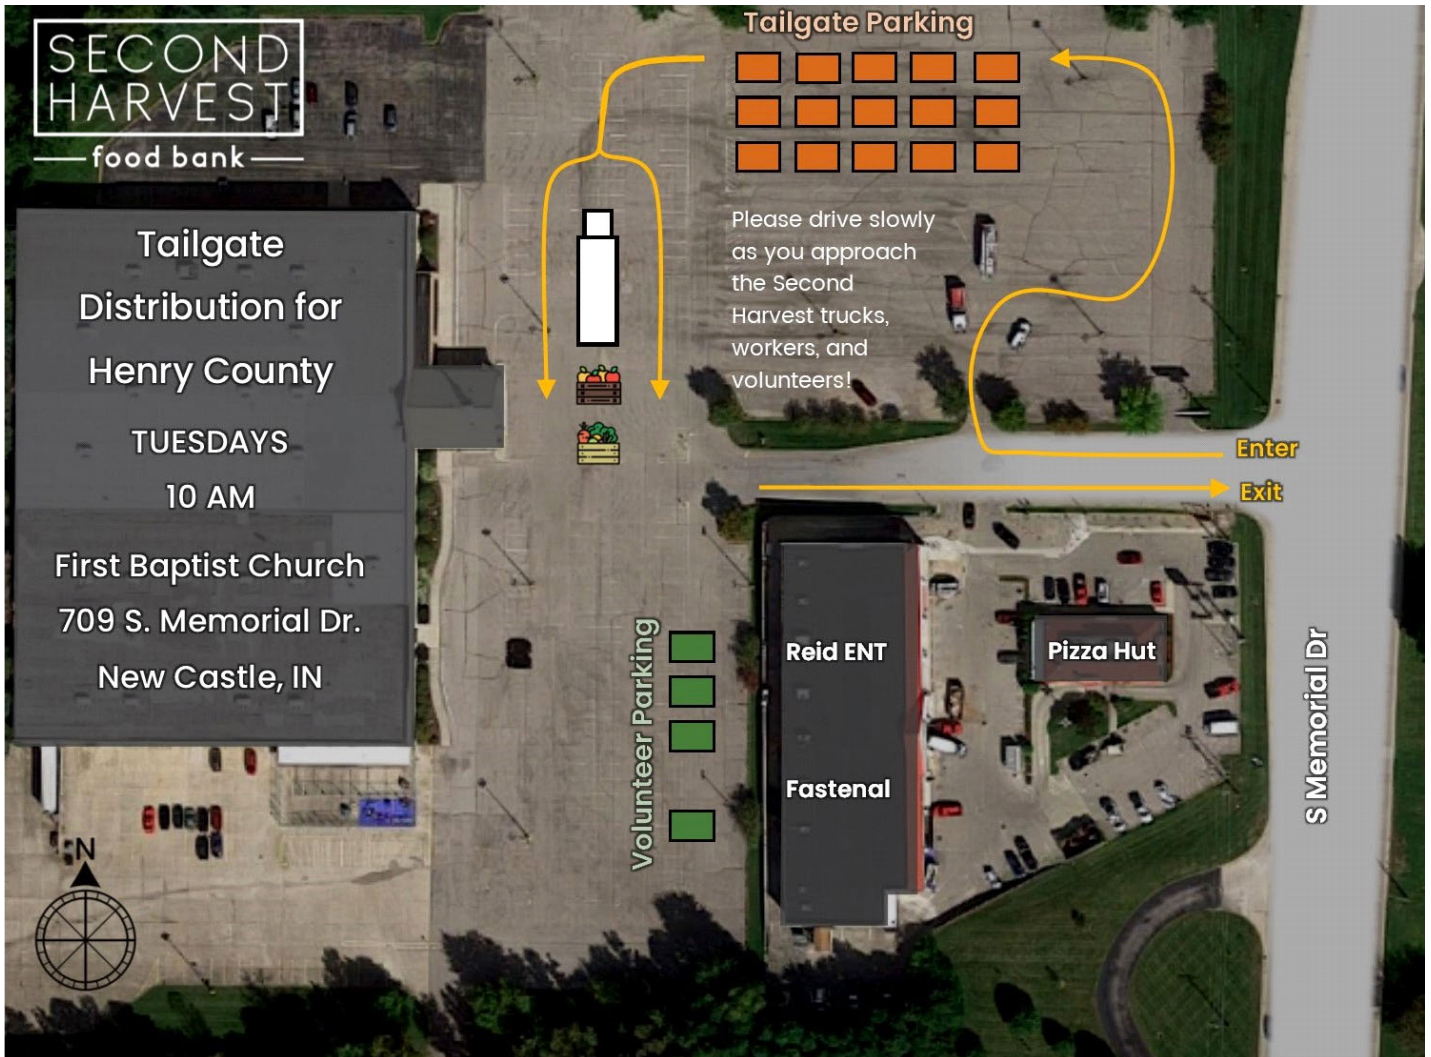 SECOND
HARVEST
food bank
Tailgate
Distribution for
Henry County
TUESDAYS
10 AM
First Baptist Church
709 S. Memorial Dr.
New Castle, IN
Tailgate Parking
Please drive slowly
as you approach
the Second
Harvest trucks,
workers, and
volunteers!
Enter
Exit
Volunteer Parking
Reid ENT
Fastenal
Pizza Hut
S Memorial Dr
N